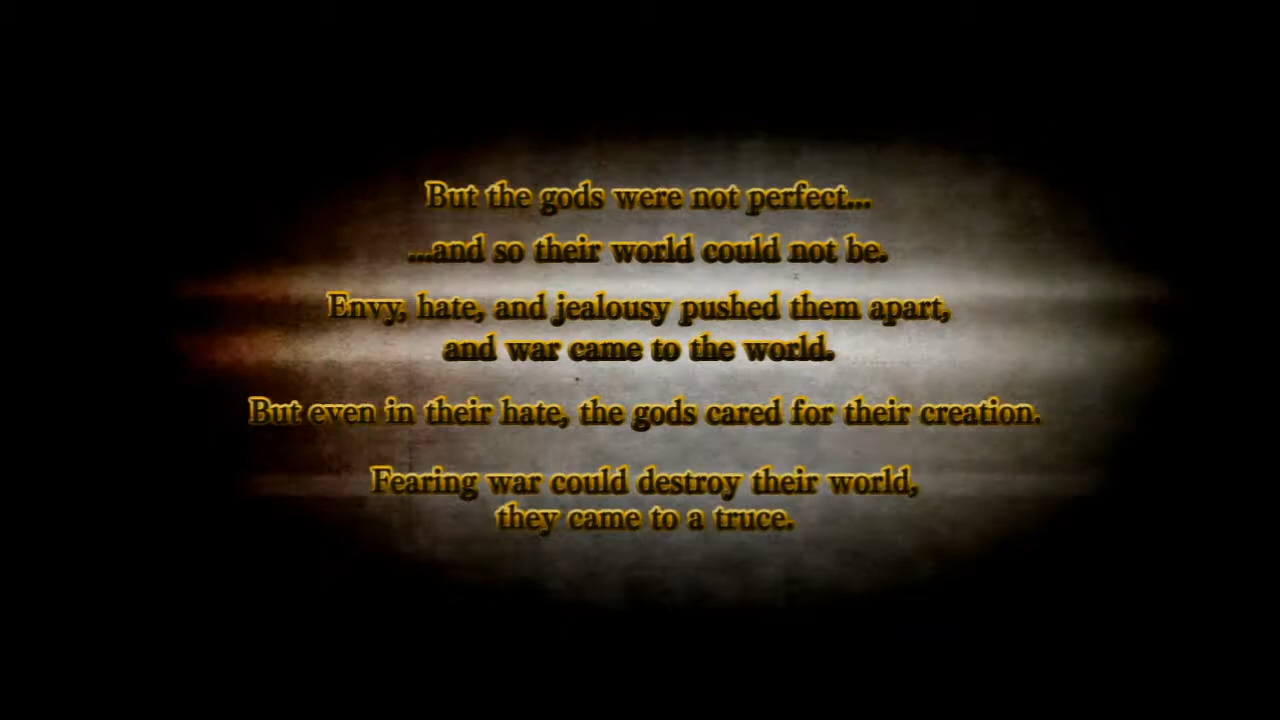 But the gods were not perfect...
...and so their world could not be.
Envy, hate, and jealousy pushed them apart,
and war came to the world.
But even in their hate, the gods cared for their creation.
Fearing war could destroy their world,
they came to a truce.